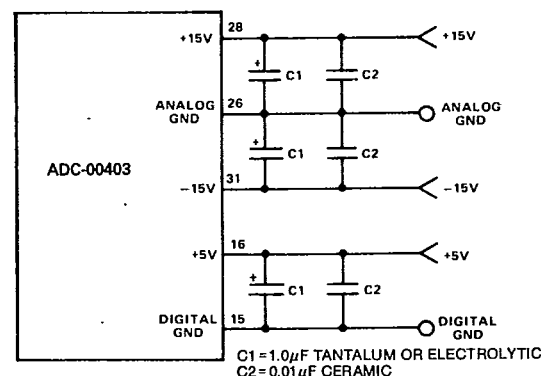 28
+15V
+15V
+
C1
C2
ANALOG
GND
26
ANALOG
GND
+
C1
C2
ADC-00403
−15V
31
−15V
16
+5V
+5V
+
C1
C2
DIGITAL
GND
15
DIGITAL
GND
C1=1.0μF TANTALUM OR ELECTROLYTIC
C2=0.01μF CERAMIC